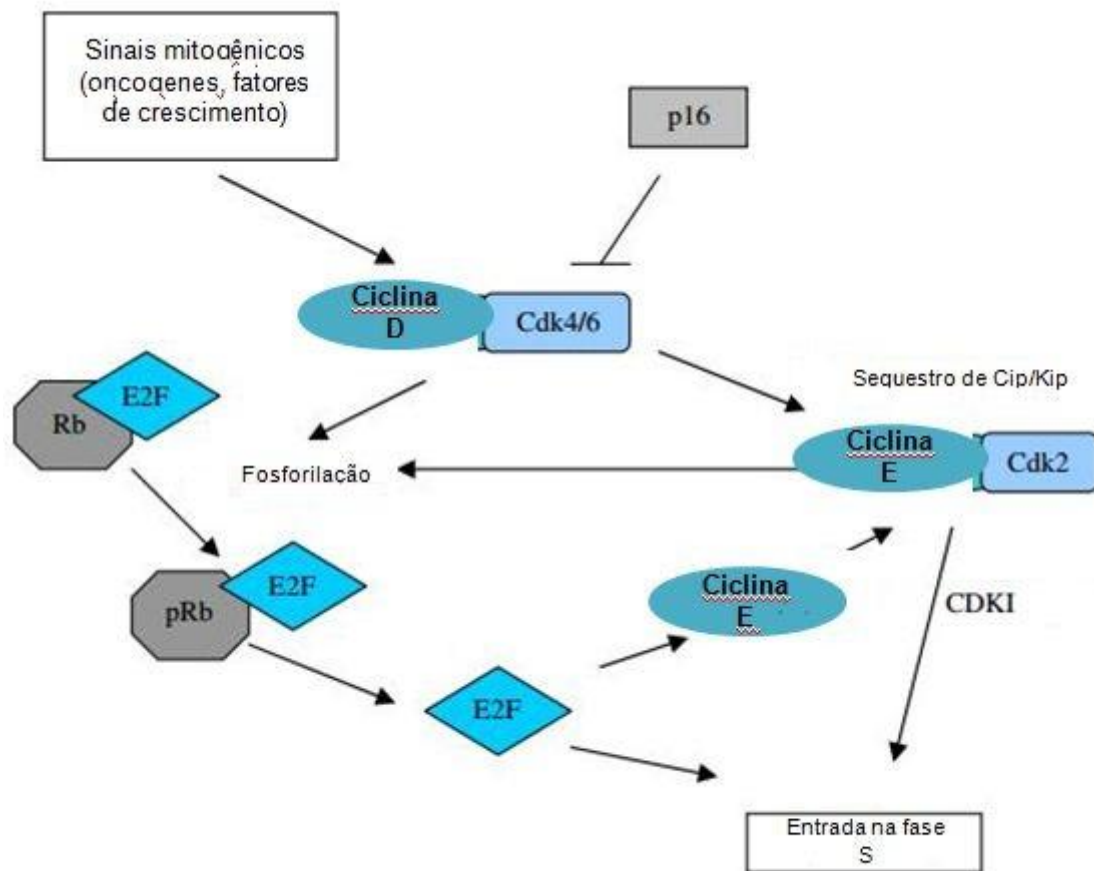 Sinais mitogênicos
(oncogenes, fatores
de crescimento)
p16
Ciclina
D
Cdk4/6
Rb
E2F
Sequestro de Cip/Kip
Ciclina
E
Cdk2
Fosforilação
pRb
E2F
Ciclina
E
CDKI
E2F
Entrada na fase
S